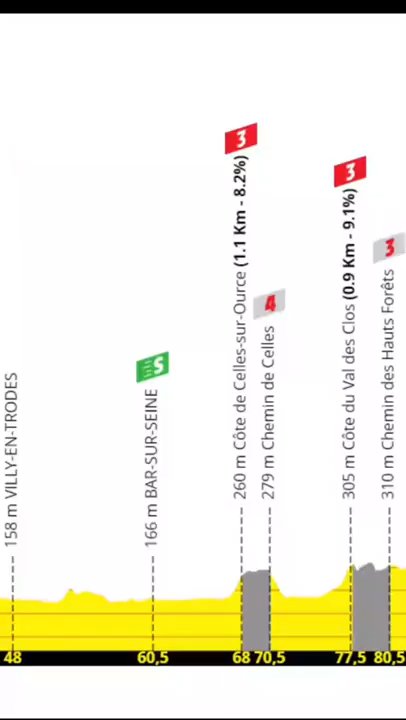 158 m VILLY-EN-TRODES
S
166 m BAR-SUR-SEINE
3
260 m Côte de Celles-sur-Ource (1.1 Km - 8.2%)
4
279 m Chemin de Celles
3
305 m Côte du Val des Clos (0.9 Km - 9.1%)
3
310 m Chemin des Hauts Forêts
48 60,5 68 70,5 77,5 80,5